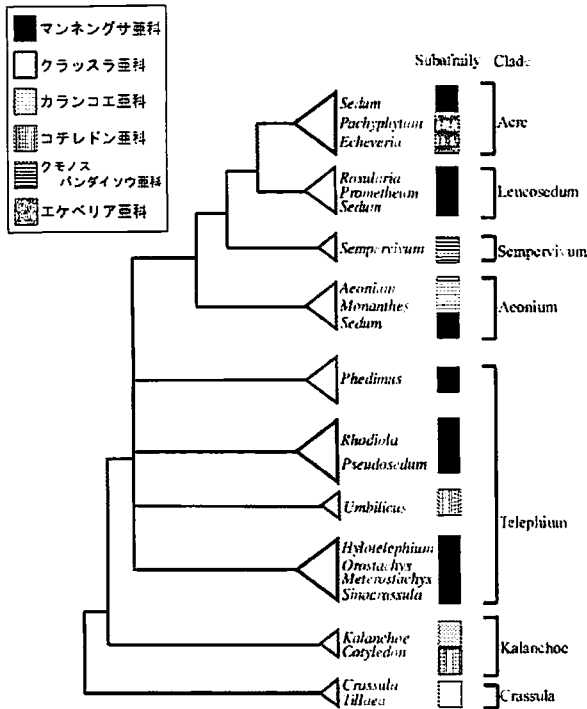 マンネングサ亜科
クラッスラ亜科
カランコエ亜科
コチレドン亜科
クモノス
バンダイソウ亜科
エケベリア亜科
Subafraily Clade
Sedum
Pachyphytum
Echeveria
Acre
Rosularia
Prometheum
Sedum
Leucosedum
Sempervivum
Sempervivum
Aeonium
Monanthes
Sedum
Aeonium
Phedimus
Rhodiola
Pseudosedum
Umbilicus
Telephium
Hylotelephium
Orostachys
Meterostachys
Sinocrassula
Kalanchoe
Cotyledon
Kalanchoe
Crassula
Tillaea
Crassula